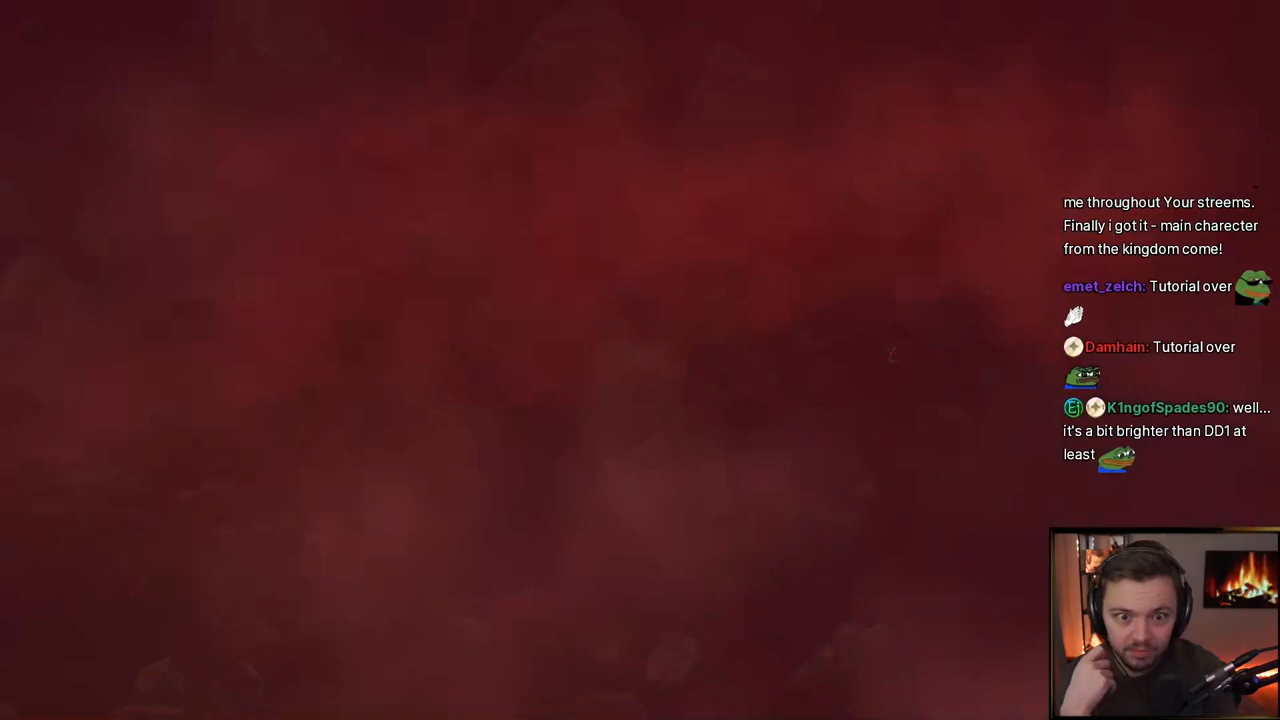 me throughout Your streems.
Finally i got it - main charecter
from the kingdom come!
emet_zelch: Tutorial over
Damhain: Tutorial over
K1ngofSpades90: well...
it's a bit brighter than DD1 at
least